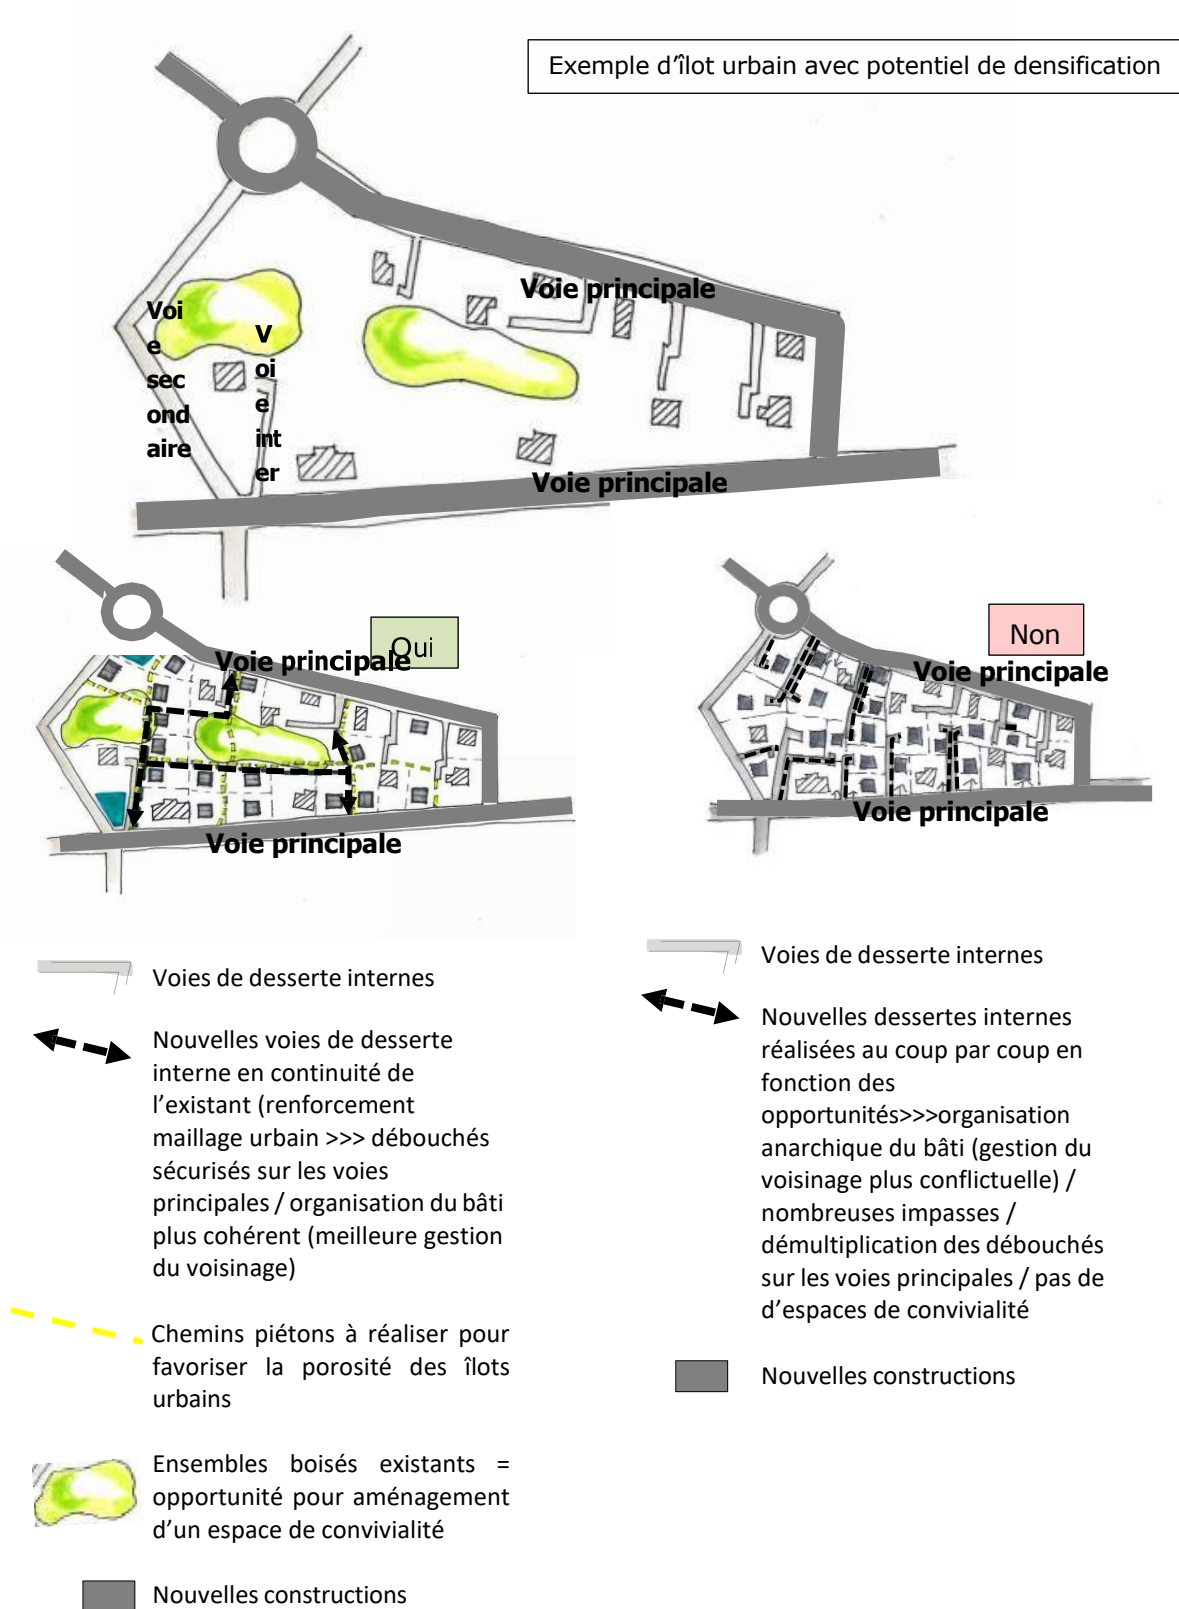 Exemple d'îlot urbain avec potentiel de densification
Voie principale
Voi
e
sec
ond
aire
V
oi
e
int
er
Voie principale
Oui
Voie principale
Voie principale
Non
Voie principale
Voie principale
Voies de desserte internes
Nouvelles voies de desserte
interne en continuité de
l’existant (renforcement
maillage urbain >>> débouchés
sécurisés sur les voies
principales / organisation du bâti
plus cohérent (meilleure gestion
du voisinage)
Chemins piétons à réaliser pour
favoriser la porosité des îlots
urbains
Ensembles boisés existants =
opportunité pour aménagement
d’un espace de convivialité
Nouvelles constructions
Voies de desserte internes
Nouvelles dessertes internes
réalisées au coup par coup en
fonction des
opportunités>>>organisation
anarchique du bâti (gestion du
voisinage plus conflictuelle) /
nombreuses impasses /
démultiplication des débouchés
sur les voies principales / pas de
d’espaces de convivialité
Nouvelles constructions